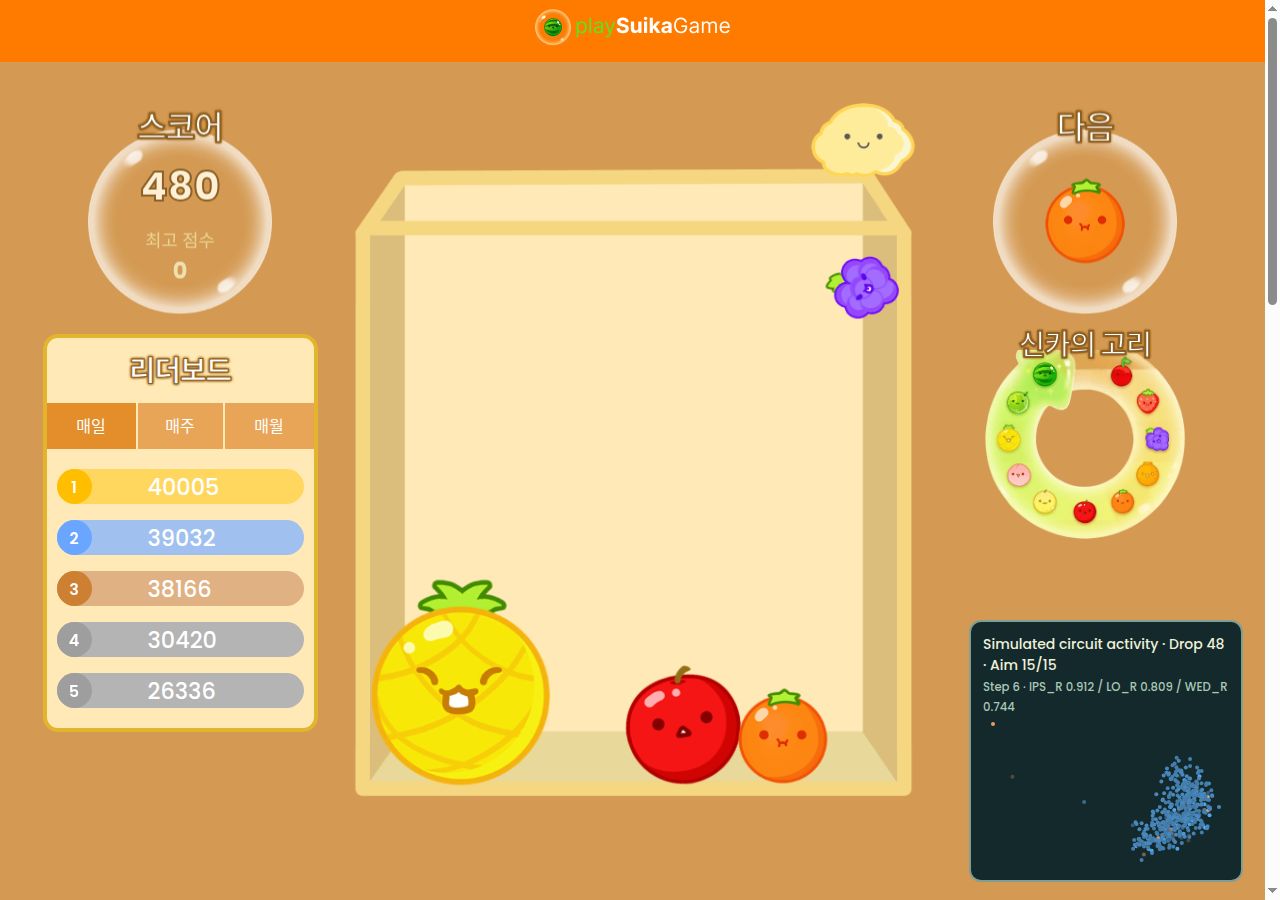 playSuikaGame
스코어
480
최고 점수
0
리더보드
매일 매주 매월
1 40005
2 39032
3 38166
4 30420
5 26336
다음
신카의 고리
Simulated circuit activity · Drop 48
· Aim 15/15
Step 6 · IPS_R 0.912 / LO_R 0.809 / WED_R
0.744